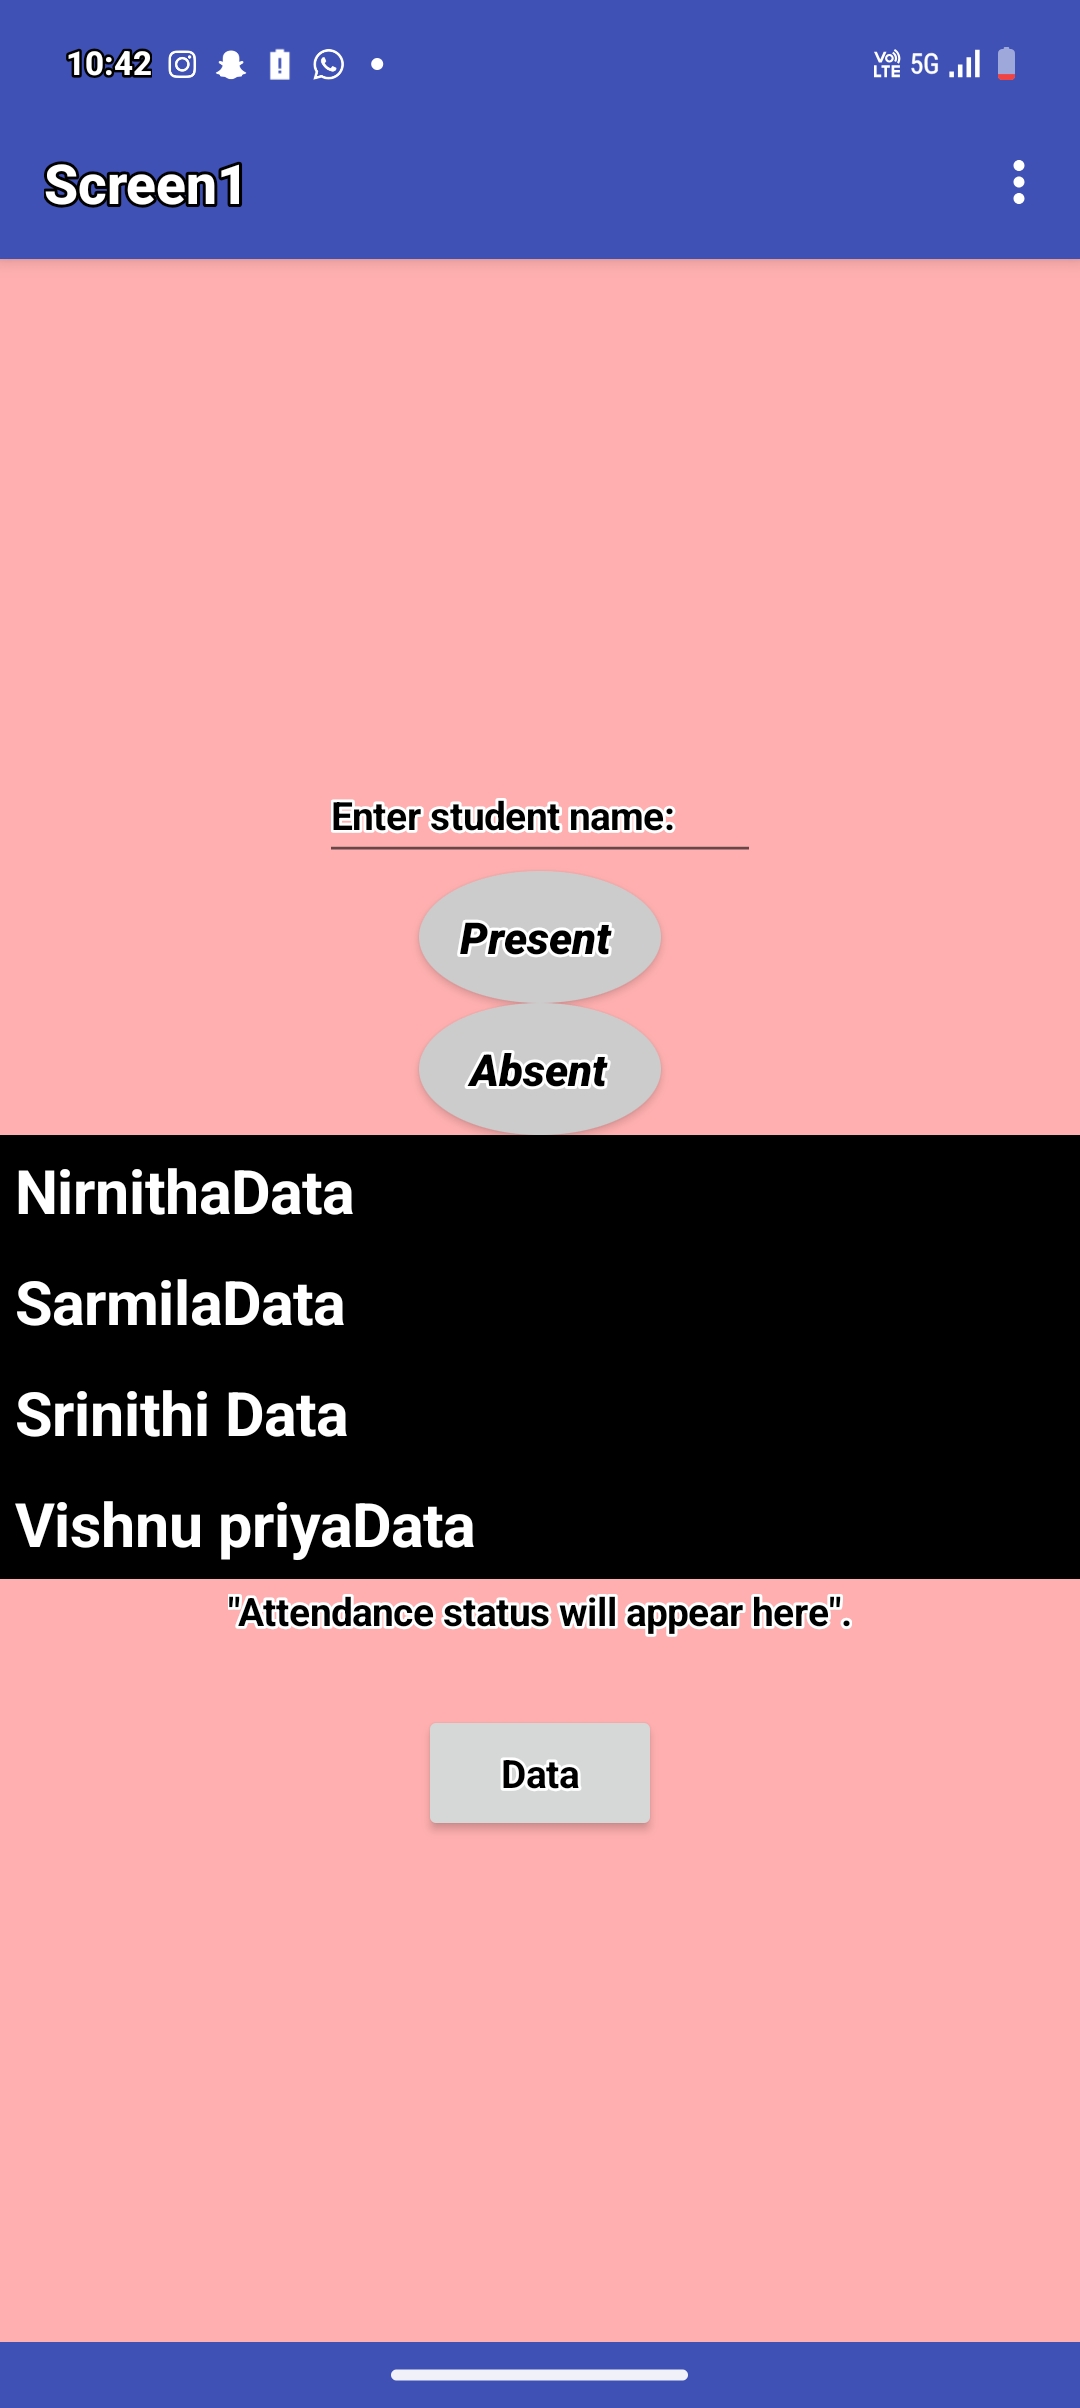 10:42 Vo)) LTE 5G
Screen1
Enter student name:
Present
Absent
NirnithaData
SarmilaData
Srinithi Data
Vishnu priyaData
"Attendance status will appear here".
Data